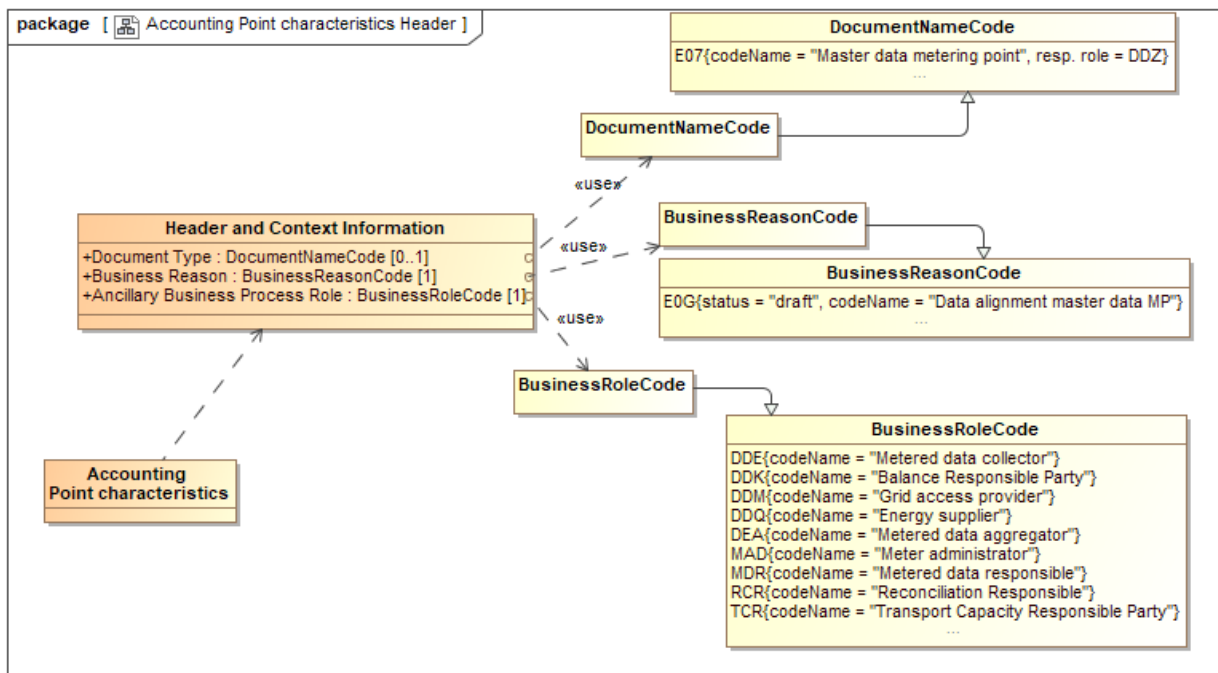 package [ Accounting Point characteristics Header ]
DocumentNameCode
E07{codeName = "Master data metering point", resp. role = DDZ}
...
DocumentNameCode
«use»
Header and Context Information
+Document Type : DocumentNameCode [0..1]
+Business Reason : BusinessReasonCode [1]
+Ancillary Business Process Role : BusinessRoleCode [1]
«use»
BusinessReasonCode
BusinessReasonCode
E0G{status = "draft", codeName = "Data alignment master data MP"}
...
«use»
BusinessRoleCode
BusinessRoleCode
DDE{codeName = "Metered data collector"}
DDK{codeName = "Balance Responsible Party"}
DDM{codeName = "Grid access provider"}
DDQ{codeName = "Energy supplier"}
DEA{codeName = "Metered data aggregator"}
MAD{codeName = "Meter administrator"}
MDR{codeName = "Metered data responsible"}
RCR{codeName = "Reconciliation Responsible"}
TCR{codeName = "Transport Capacity Responsible Party"}
...
Accounting
Point characteristics